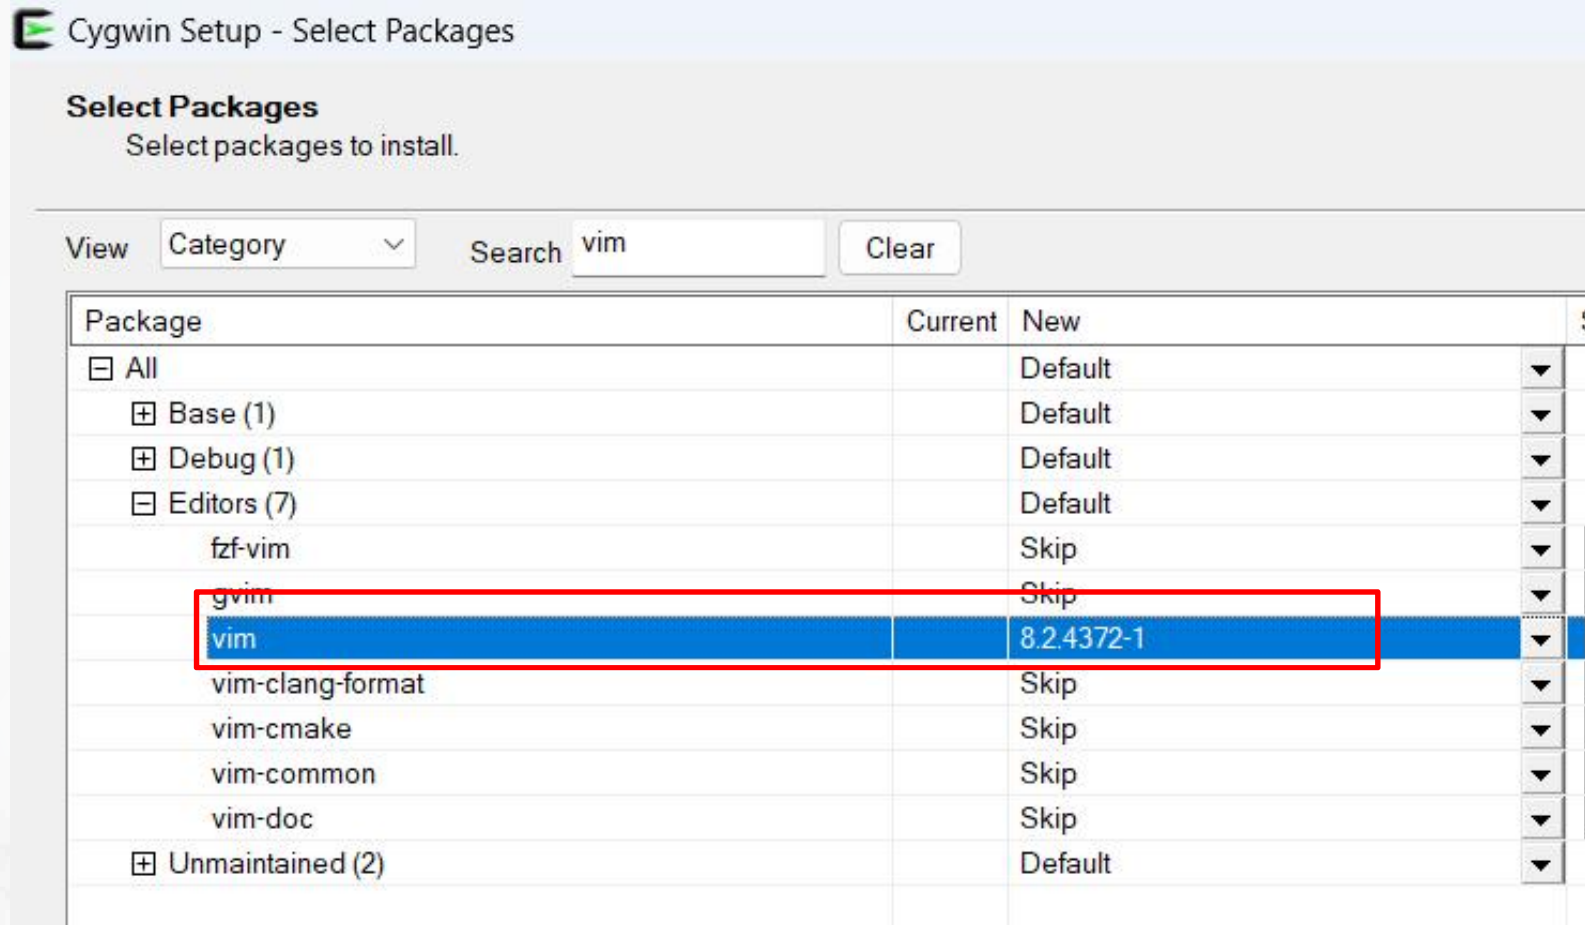 Cygwin Setup - Select Packages
Select Packages
Select packages to install.
View Category Search vim Clear
Package Current New
All Default
Base (1) Default
Debug (1) Default
Editors (7) Default
fzf-vim Skip
gvim Skip
vim 8.2.4372-1
vim-clang-format Skip
vim-cmake Skip
vim-common Skip
vim-doc Skip
Unmaintained (2) Default